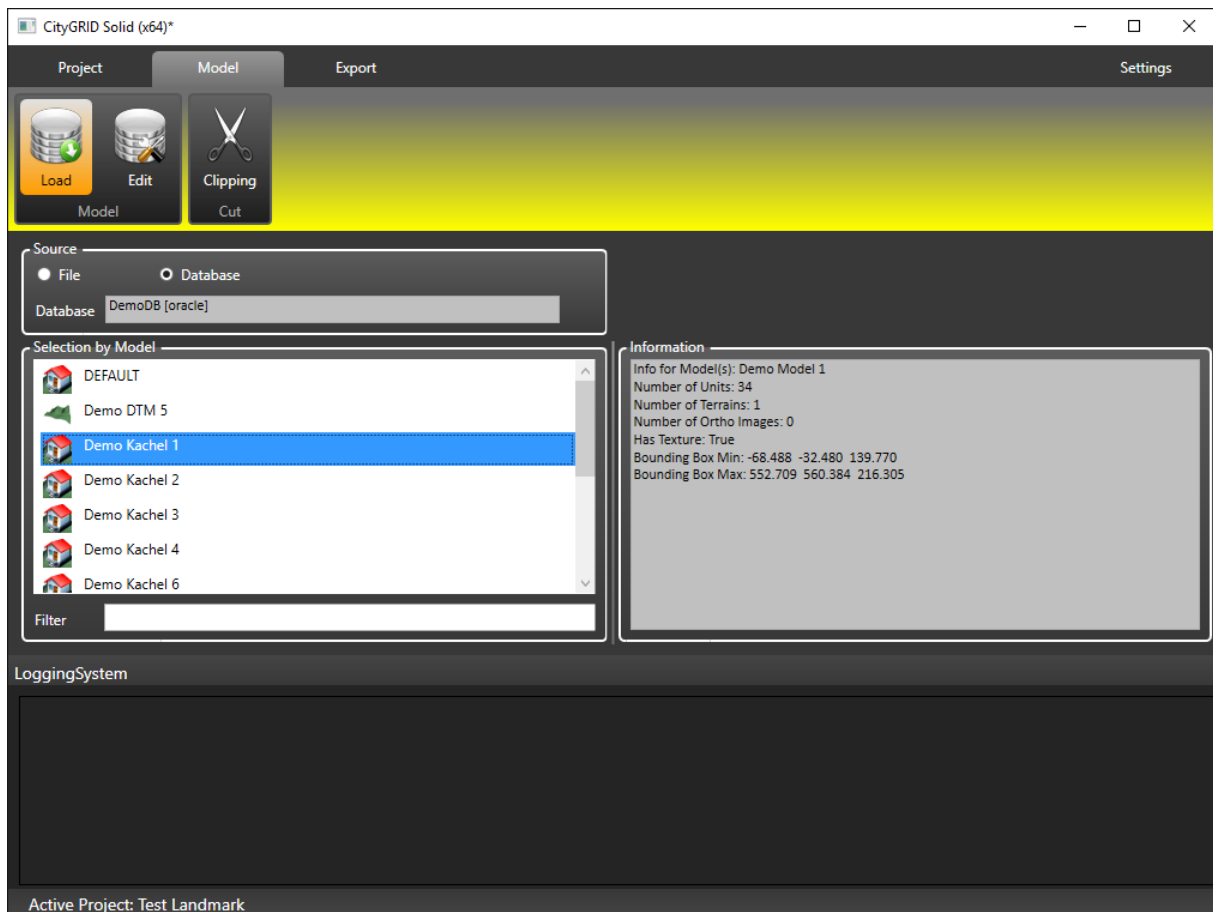 CityGRID Solid (x64)*
Project Model Export Settings
Load Edit Clipping
Model Cut
Source
File Database
Database DemoDB [oracle]
Selection by Model
DEFAULT
Demo DTM 5
Demo Kachel 1
Demo Kachel 2
Demo Kachel 3
Demo Kachel 4
Demo Kachel 6
Filter
Information
Info for Model(s): Demo Model 1
Number of Units: 34
Number of Terrains: 1
Number of Ortho Images: 0
Has Texture: True
Bounding Box Min: -68.488 -32.480 139.770
Bounding Box Max: 552.709 560.384 216.305
LoggingSystem
Active Project: Test Landmark